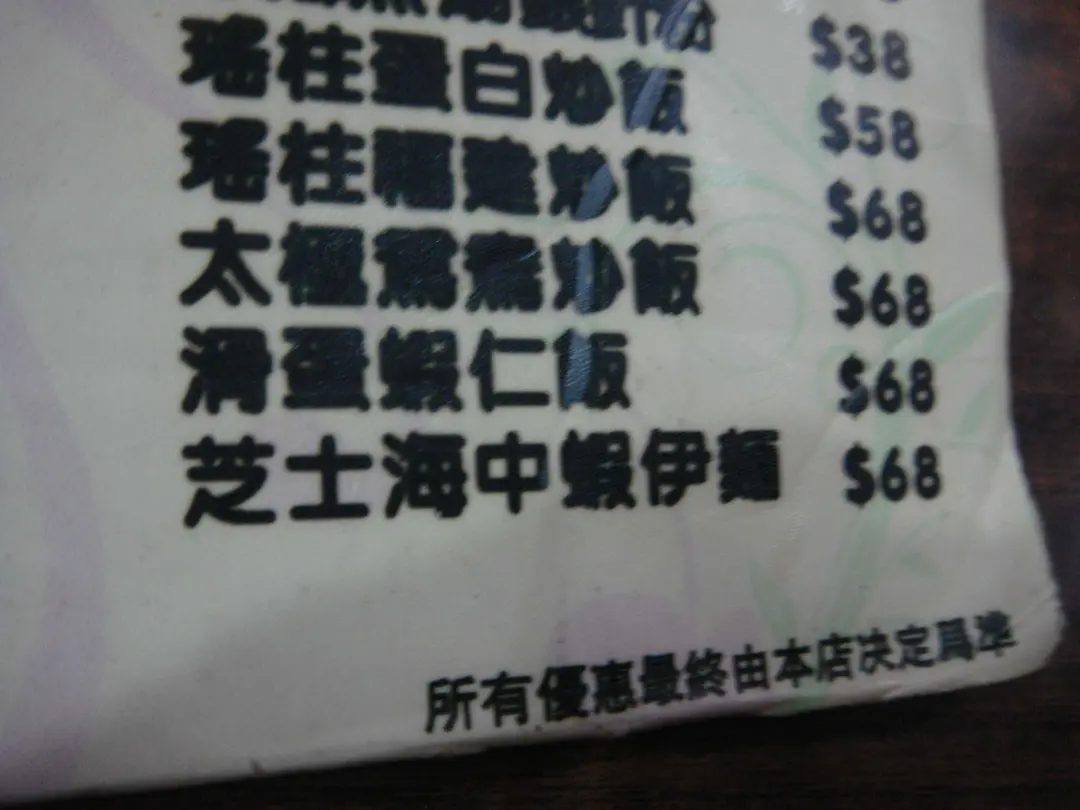 $38
瑤柱蛋白炒飯 $58
瑤柱福建炒飯 $68
太極鴛鴦炒飯 $68
滑蛋蝦仁飯 $68
芝士海中蝦伊麵 $68
所有優惠最終由本店决定爲準